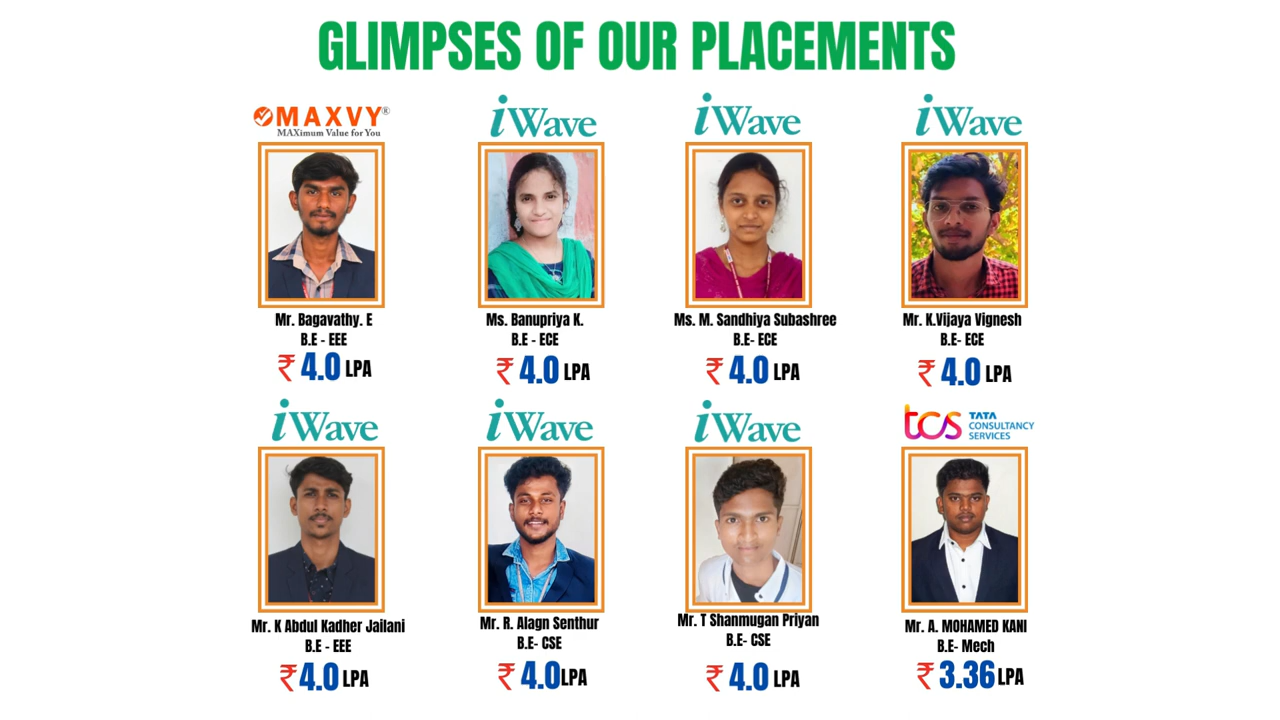 GLIMPSES OF OUR PLACEMENTS
MAXVY®
MAXimum Value for You
iWave
iWave
iWave
Mr. Bagavathy. E
B.E - EEE
₹ 4.0 LPA
Ms. Banupriya K.
B.E - ECE
₹ 4.0 LPA
Ms. M. Sandhiya Subashree
B.E- ECE
₹ 4.0 LPA
Mr. K.Vijaya Vignesh
B.E- ECE
₹ 4.0 LPA
iWave
iWave
iWave
tcs TATA
CONSULTANCY
SERVICES
Mr. K Abdul Kadher Jailani
B.E - EEE
₹ 4.0 LPA
Mr. R. Alagn Senthur
B.E- CSE
₹ 4.0 LPA
Mr. T Shanmugan Priyan
B.E- CSE
₹ 4.0 LPA
Mr. A. MOHAMED KANI
B.E- Mech
₹ 3.36 LPA